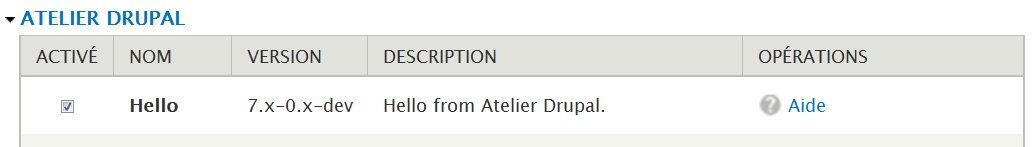 ATELIER DRUPAL
ACTIVÉ NOM VERSION DESCRIPTION OPÉRATIONS
Hello 7.x-0.x-dev Hello from Atelier Drupal. Aide